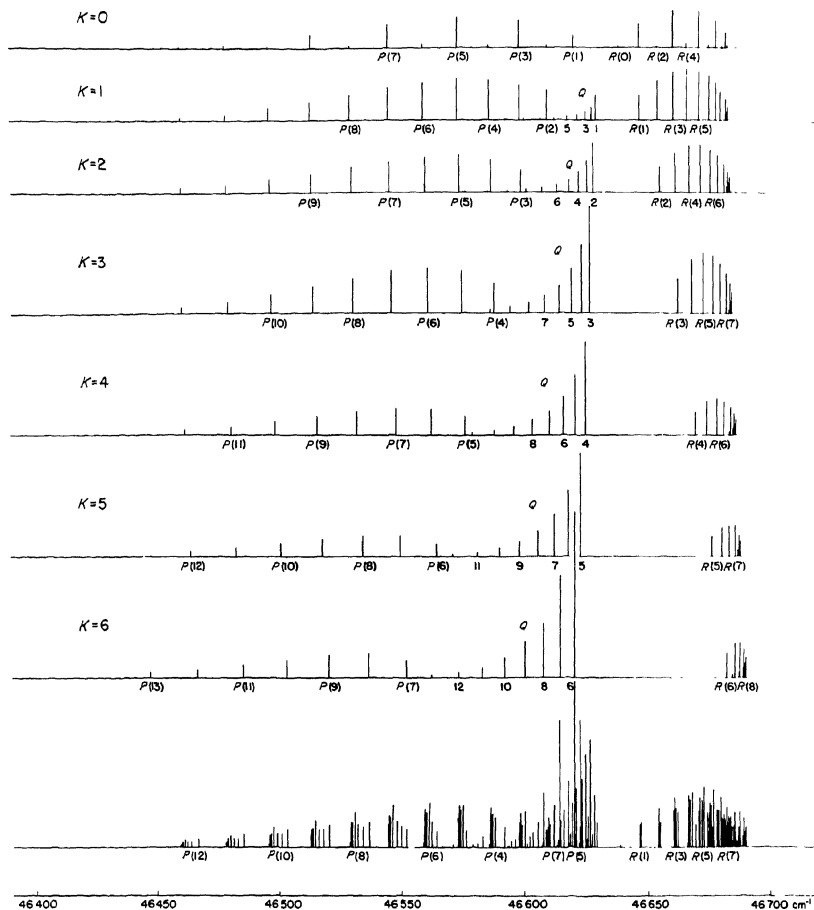 K=0
P(7) P(5) P(3) P(1) R(0) R(2) R(4)
K=1
Q
P(8) P(6) P(4) P(2) 5 3 1 R(1) R(3) R(5)
K=2
Q
P(9) P(7) P(5) P(3) 6 4 2 R(2) R(4) R(6)
K=3
Q
P(10) P(8) P(6) P(4) 7 5 3 R(3) R(5) R(7)
K=4
Q
P(11) P(9) P(7) P(5) 8 6 4 R(4) R(6)
K=5
Q
P(12) P(10) P(8) P(6) 11 9 7 5 R(5) R(7)
K=6
Q
P(13) P(11) P(9) P(7) 12 10 8 6 R(6) R(8)
P(12) P(10) P(8) P(6) P(4) P(7) P(5) R(1) R(3) R(5) R(7)
46 400 46 450 46 500 46 550 46 600 46 650 46 700 cm-1